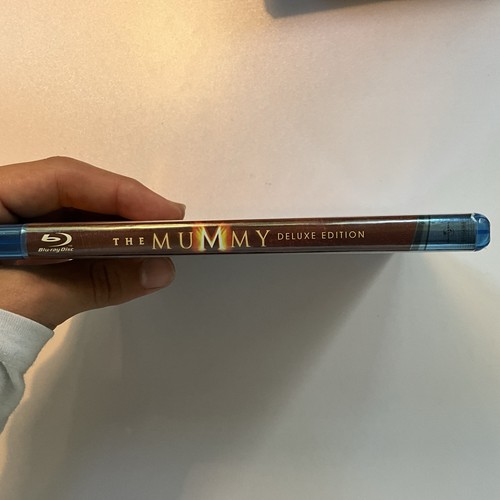 Blu-ray Disc
THE MUMMY DELUXE EDITION